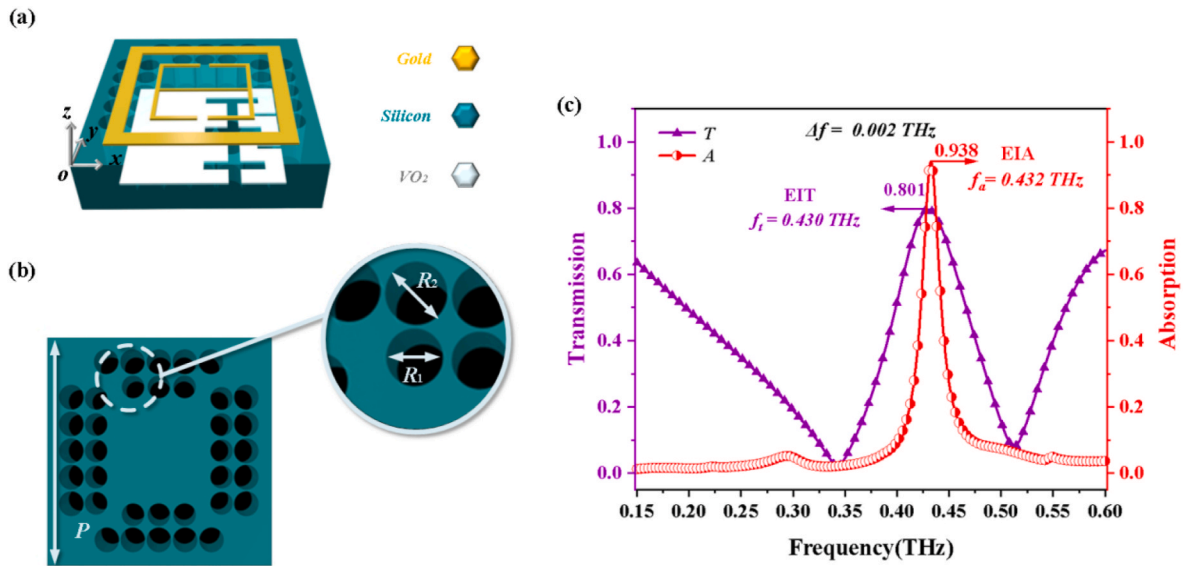 (a)
Gold
Silicon
VO₂
z
y
x
o
(b)
R₂
R₁
P
(c)
T
A
Δf = 0.002 THz
0.938
EIA
fₐ = 0.432 THz
0.801
EIT
fₜ = 0.430 THz
Transmission
1.0
0.8
0.6
0.4
0.2
0.0
Absorption
1.0
0.8
0.6
0.4
0.2
0.0
0.15 0.20 0.25 0.30 0.35 0.40 0.45 0.50 0.55 0.60
Frequency(THz)